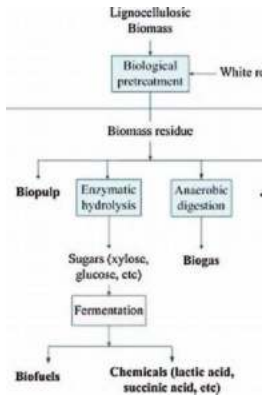 Lignocellulosic
Biomass
Biological
pretreatment
White
Biomass residue
Biopulp
Enzymatic
hydrolysis
Anaerobic
digestion
Sugars (xylose,
glucose, etc)
Biogas
Fermentation
Biofuels
Chemicals (lactic acid,
succinic acid, etc)